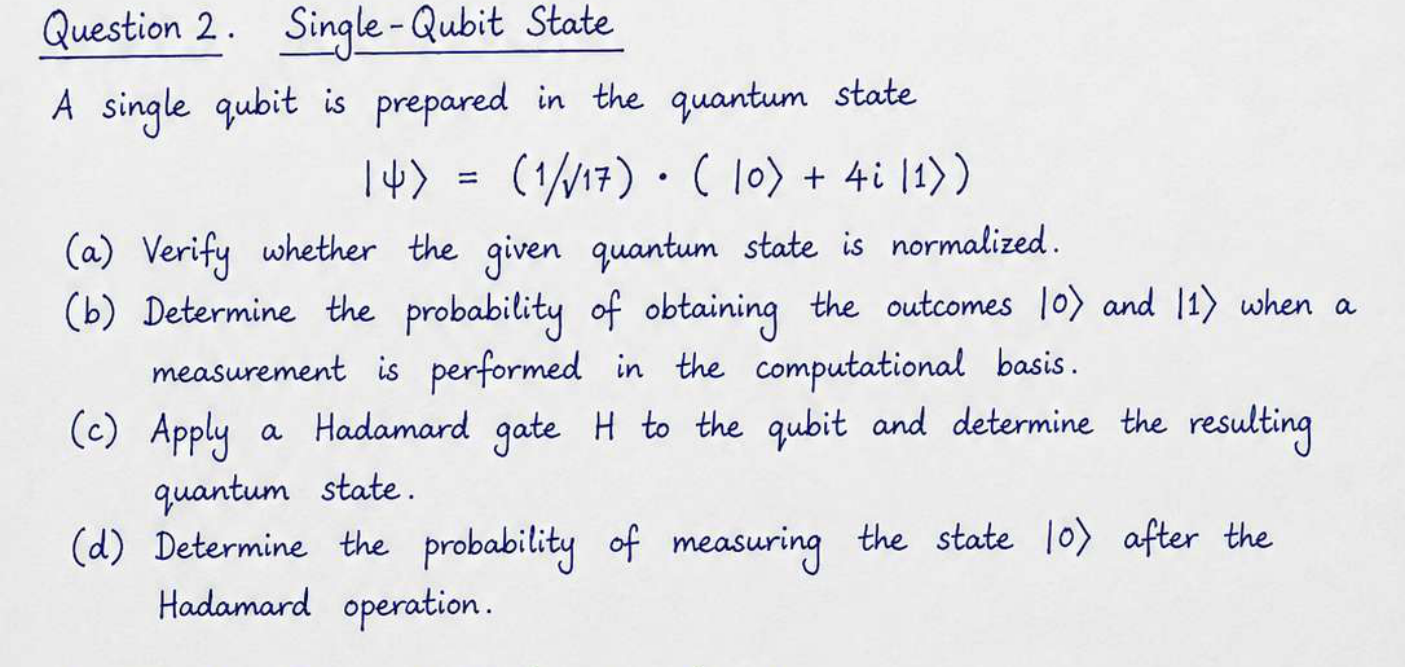 Question 2. Single-Qubit State
A single qubit is prepared in the quantum state
|ψ⟩ = (1/√17) · ( |0⟩ + 4i |1⟩)
(a) Verify whether the given quantum state is normalized.
(b) Determine the probability of obtaining the outcomes |0⟩ and |1⟩ when a
measurement is performed in the computational basis.
(c) Apply a Hadamard gate H to the qubit and determine the resulting
quantum state.
(d) Determine the probability of measuring the state |0⟩ after the
Hadamard operation.